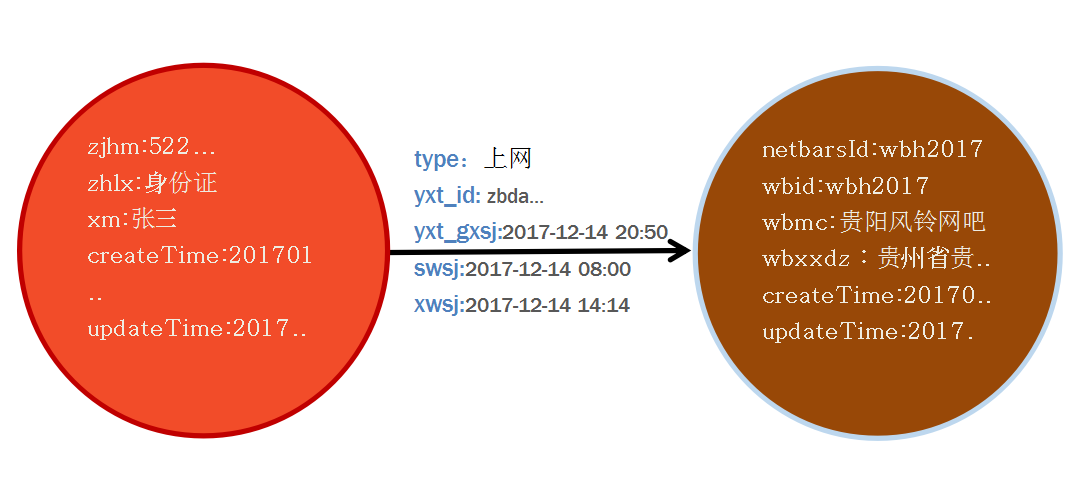 zjhm:522...
zhlx:身份证
xm:张三
createTime:201701
..
updateTime:2017..
type：上网
yxt_id: zbda...
yxt_gxsj:2017-12-14 20:50
swsj:2017-12-14 08:00
xwsj:2017-12-14 14:14
netbarsId:wbh2017
wbid:wbh2017
wbmc:贵阳风铃网吧
wbxxdz：贵州省贵..
createTime:20170..
updateTime:2017.